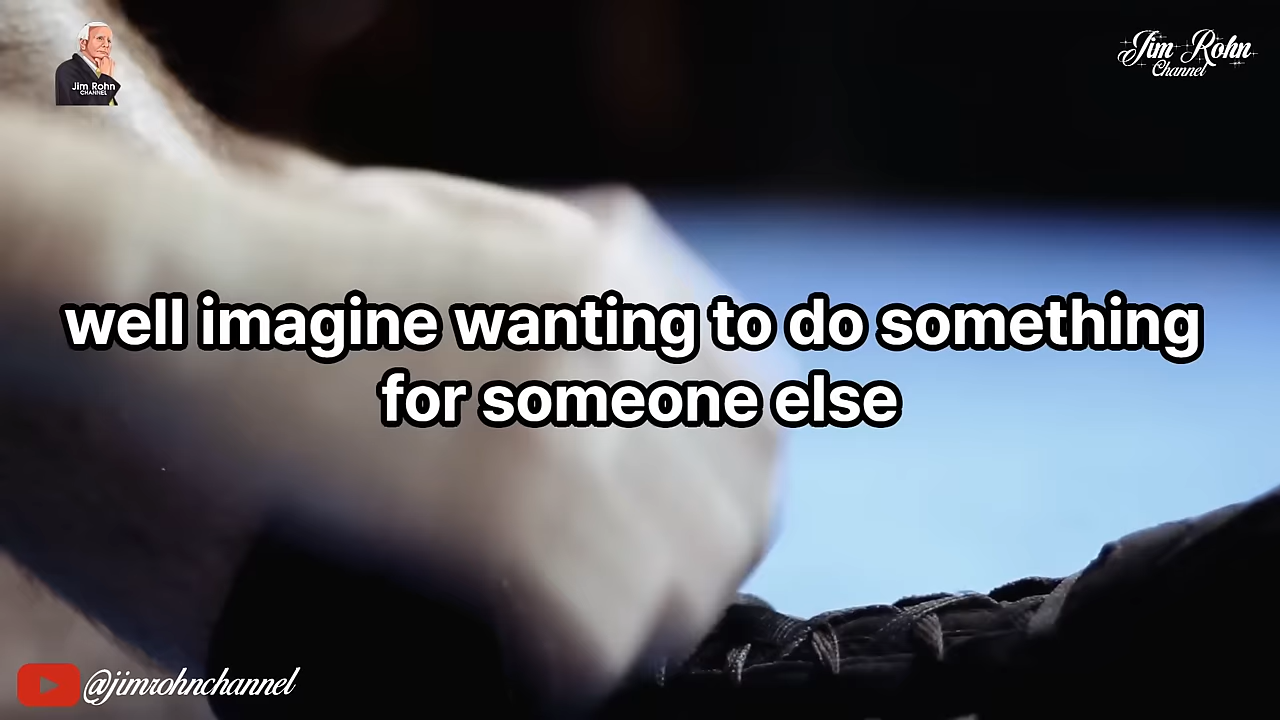 Jim Rohn
CHANNEL
Jim Rohn
Channel
well imagine wanting to do something
for someone else
@jimrohnchannel